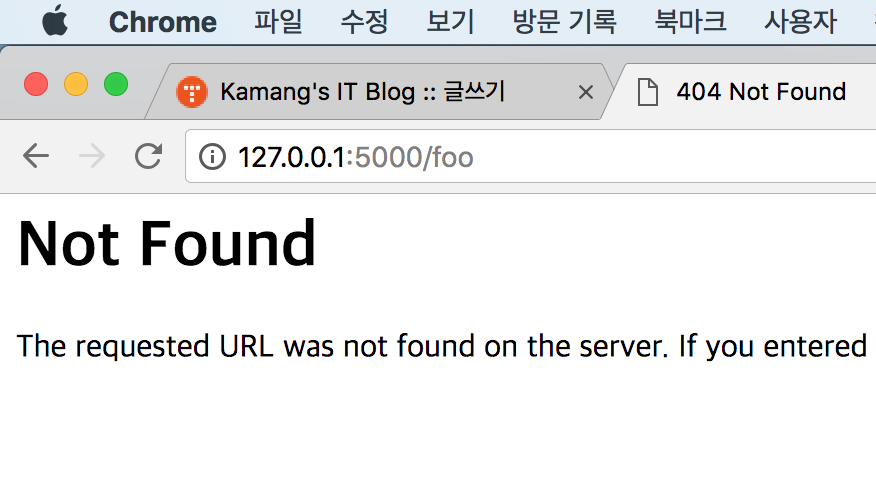 Chrome 파일 수정 보기 방문 기록 북마크 사용자
Kamang's IT Blog :: 글쓰기 404 Not Found
127.0.0.1:5000/foo
Not Found
The requested URL was not found on the server. If you entered